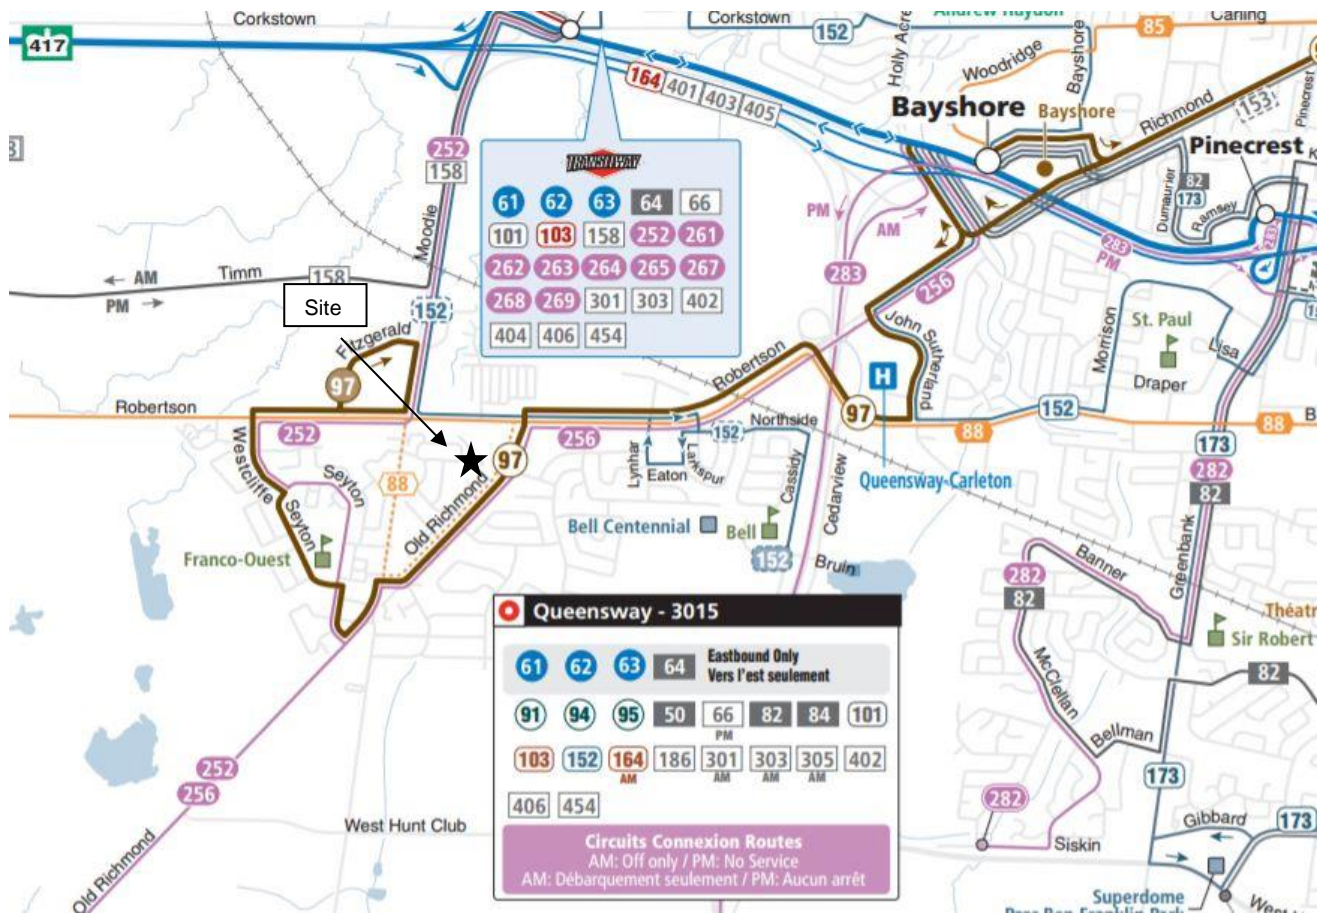 Corkstown
Corkstown
Andrew Haydon
Carling
417
152
85
Holly Acre
Woodridge
Bayshore
164 401 403 405
Bayshore
Bayshore
Richmond
153
Pinecrest
Pinecrest
252
158
TRANSITWAY
61 62 63 64 66
101 103 158 252 261
262 263 264 265 267
268 269 301 303 402
404 406 454
Moodie
82
173
Dumaurier
Ramsey
PM
AM
283
283
PM
256
AM
PM
Timm
158
Site
152
Fitzgerald
97
John Sutherland
Morrison
St. Paul
Lisa
Draper
Robertson
Robertson
H
97
152
88
88
252
256
Northside
152
Lynhar
Larkspur
Eaton
Cassidy
Cedarview
Queensway-Carleton
173
282
82
Westcliffe
Seyton
Seyton
88
97
Old Richmond
Franco-Ouest
Bell Centennial
Bell
152
Bruin
Greenbank
Banner
282
82
Théatr
Sir Robert
82
McClellan
Bellman
Queensway - 3015
61 62 63 64 Eastbound Only
Vers l'est seulement
91 94 95 50 66 82 84 101
PM
103 152 164 186 301 303 305 402
AM AM AM AM
406 454
Circuits Connexion Routes
AM: Off only / PM: No Service
AM: Débarquement seulement / PM: Aucun arrêt
252
256
West Hunt Club
Old Richmond
173
282
Siskin
Gibbard
173
Superdome
Parc Ben Franklin Park